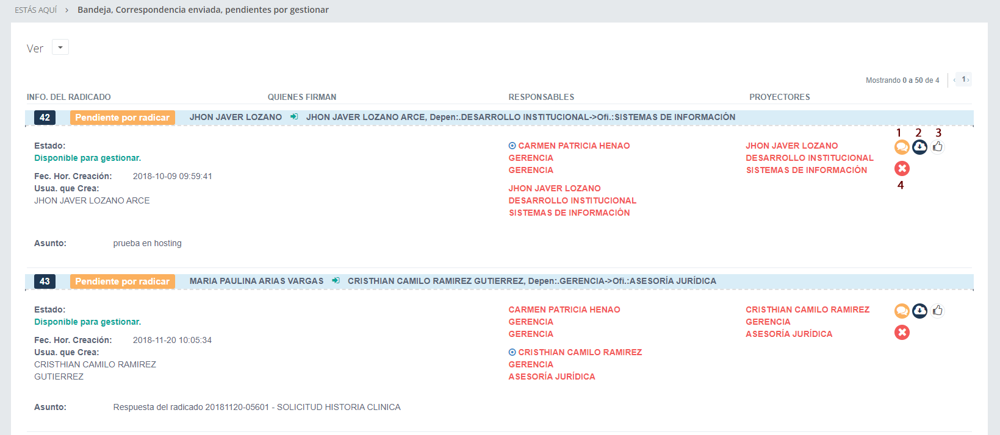 ESTÁS AQUÍ › Bandeja, Correspondencia enviada, pendientes por gestionar
Ver
Mostrando 0 a 50 de 4 ‹ 1 ›
INFO. DEL RADICADO QUIENES FIRMAN RESPONSABLES PROYECTORES
42 Pendiente por radicar JHON JAVER LOZANO JHON JAVER LOZANO ARCE, Depen:.DESARROLLO INSTITUCIONAL->Ofi.:SISTEMAS DE INFORMACIÓN
1 2 3
Estado: CARMEN PATRICIA HENAO JHON JAVER LOZANO
Disponible para gestionar. GERENCIA DESARROLLO INSTITUCIONAL
GERENCIA SISTEMAS DE INFORMACIÓN
Fec. Hor. Creación: 2018-10-09 09:59:41
4
Usua. que Crea: JHON JAVER LOZANO
JHON JAVER LOZANO ARCE DESARROLLO INSTITUCIONAL
SISTEMAS DE INFORMACIÓN
Asunto: prueba en hosting
43 Pendiente por radicar MARIA PAULINA ARIAS VARGAS CRISTHIAN CAMILO RAMIREZ GUTIERREZ, Depen:.GERENCIA->Ofi.:ASESORÍA JURÍDICA
Estado: CARMEN PATRICIA HENAO CRISTHIAN CAMILO RAMIREZ
Disponible para gestionar. GERENCIA GERENCIA
GERENCIA ASESORÍA JURÍDICA
Fec. Hor. Creación: 2018-11-20 10:05:34
Usua. que Crea: CRISTHIAN CAMILO RAMIREZ
CRISTHIAN CAMILO RAMIREZ GERENCIA
GUTIERREZ ASESORÍA JURÍDICA
Asunto: Respuesta del radicado 20181120-05601 - SOLICITUD HISTORIA CLINICA